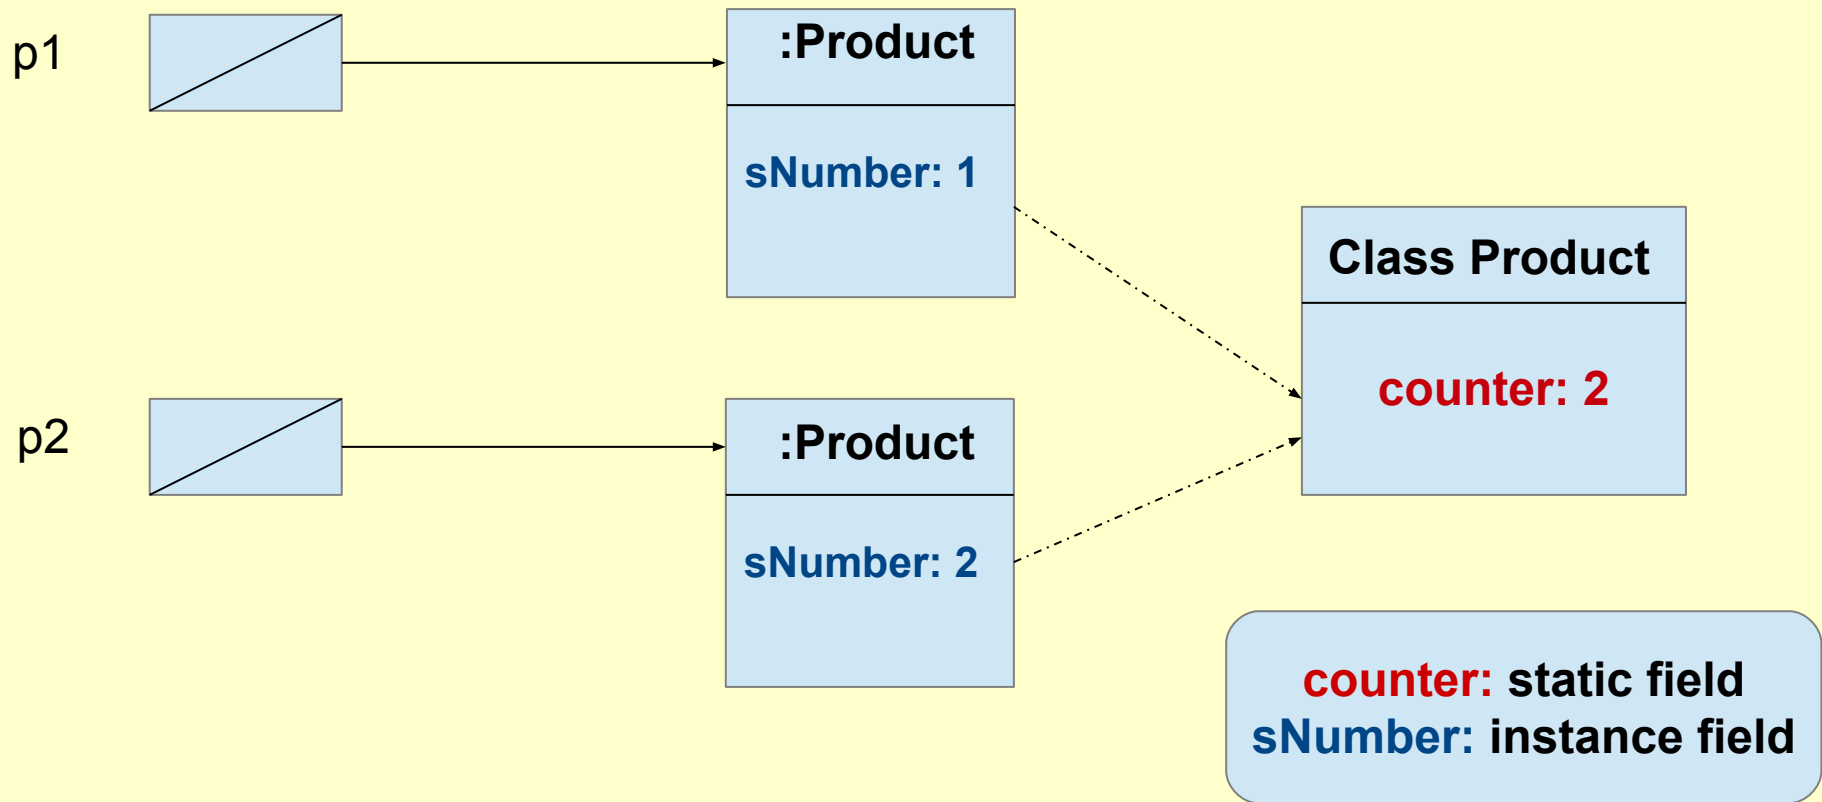 p1
:Product
sNumber: 1
Class Product
counter: 2
p2
:Product
sNumber: 2
counter: static field
sNumber: instance field